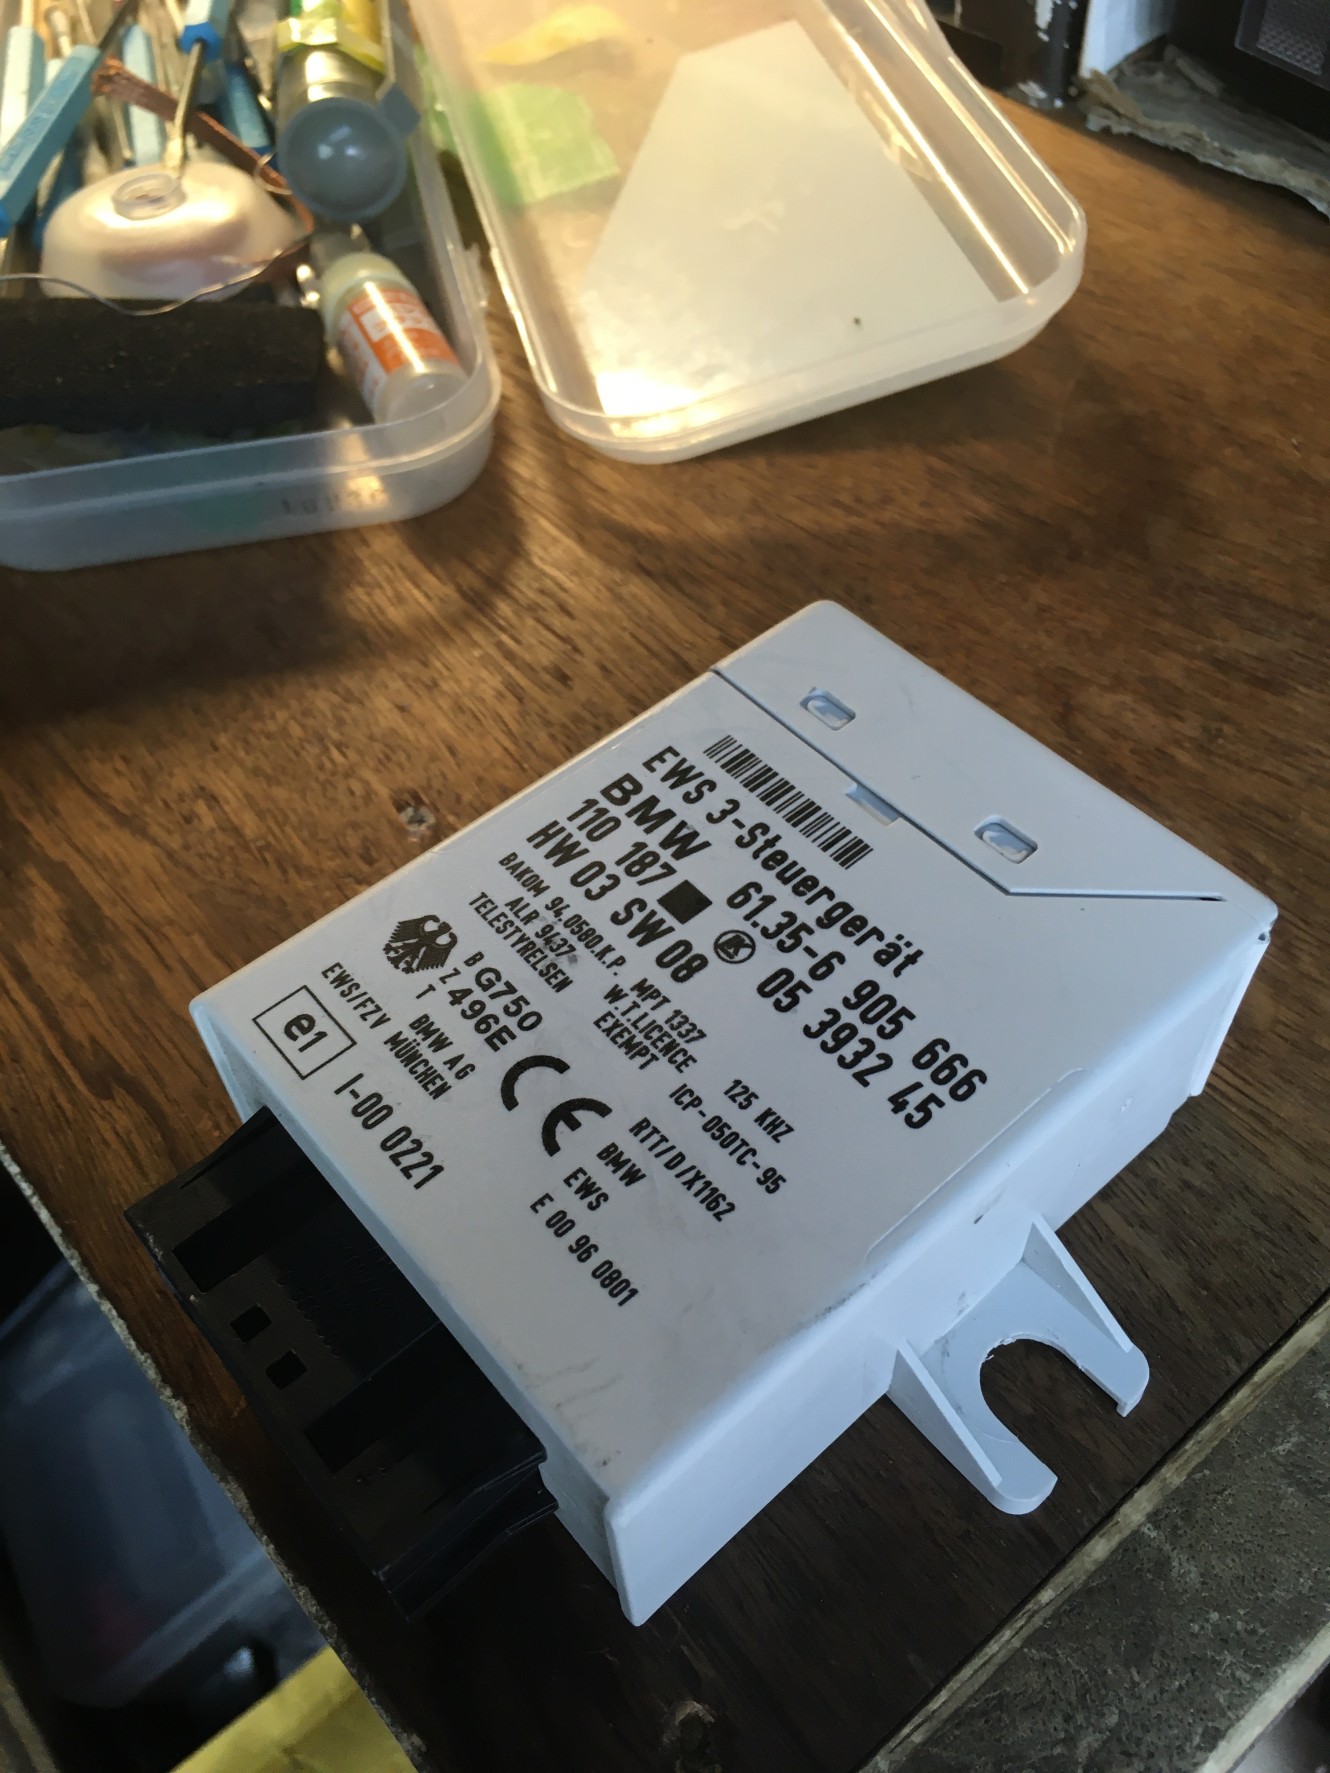 EWS 3-Steuergerät
BMW 61.35-6 905 666
110 187 05 3932 45
HW 03 SW 08
BAKOM 94.0580.K.P. MPT 1337 125 KHZ
ALR 9437 W.T.LICENCE ICP-050TC-95
TELESTYRELSEN EXEMPT RTT/D/X1162
B
Z
T
G750
496E
CE
BMW
EWS
E 00 96 0801
BMW AG
EWS/FZV MÜNCHEN
e1 I-00 0221